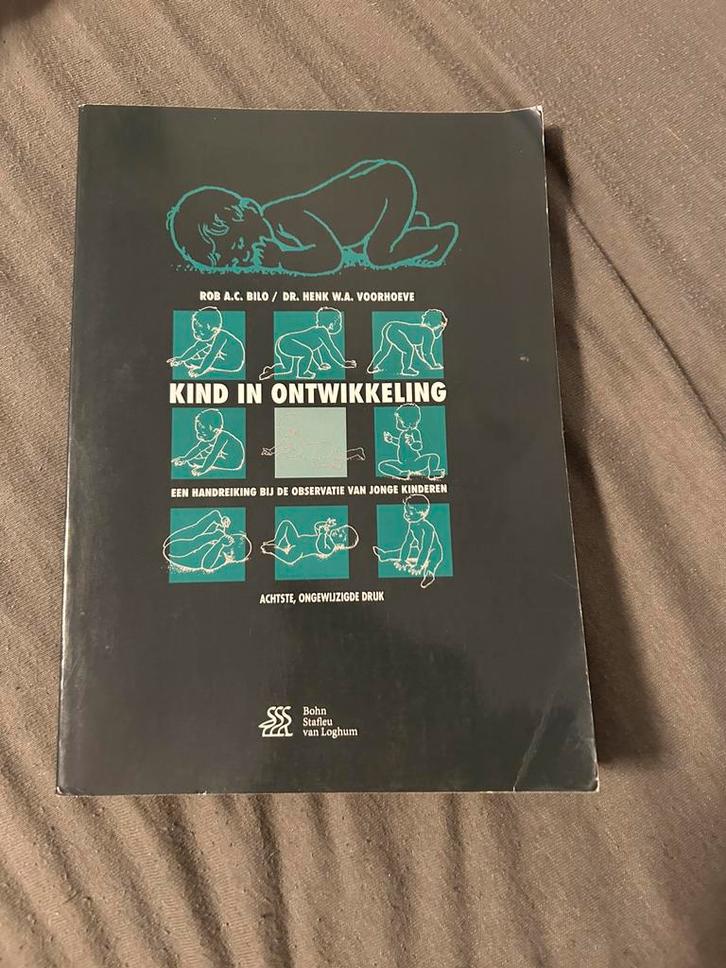 ROB A.C. BILO / DR. HENK W.A. VOORHOEVE
KIND IN ONTWIKKELING
EEN HANDREIKING BIJ DE OBSERVATIE VAN JONGE KINDEREN
ACHTSTE, ONGEWIJZIGDE DRUK
Bohn
Stafleu
van Loghum